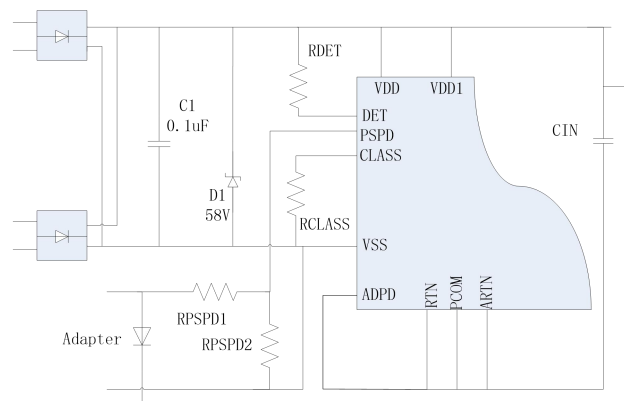 RDET
VDD
VDD1
C1
0.1uF
DET
PSPD
CLASS
CIN
D1
58V
RCLASS
VSS
ADPD
RTN
PCOM
ARTN
RPSPD1
Adapter
RPSPD2